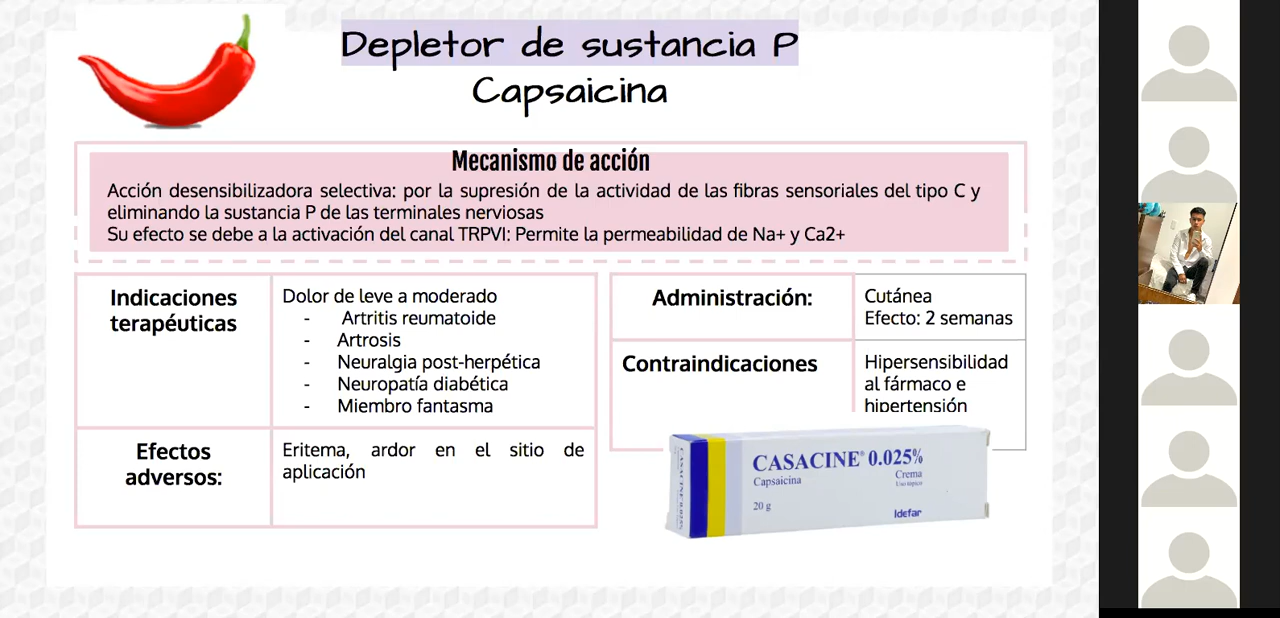 Depletor de sustancia P
Capsaicina
Mecanismo de acción
Acción desensibilizadora selectiva: por la supresión de la actividad de las fibras sensoriales del tipo C y
eliminando la sustancia P de las terminales nerviosas
Su efecto se debe a la activación del canal TRPVI: Permite la permeabilidad de Na+ y Ca2+
Indicaciones
terapéuticas
Dolor de leve a moderado
- Artritis reumatoide
- Artrosis
- Neuralgia post-herpética
- Neuropatía diabética
- Miembro fantasma
Efectos
adversos:
Eritema, ardor en el sitio de
aplicación
Administración:
Cutánea
Efecto: 2 semanas
Contraindicaciones
Hipersensibilidad
al fármaco e
hipertensión
CASACINE® 0.025%
Capsaicina
Crema
Uso tópico
20 g
Idefar